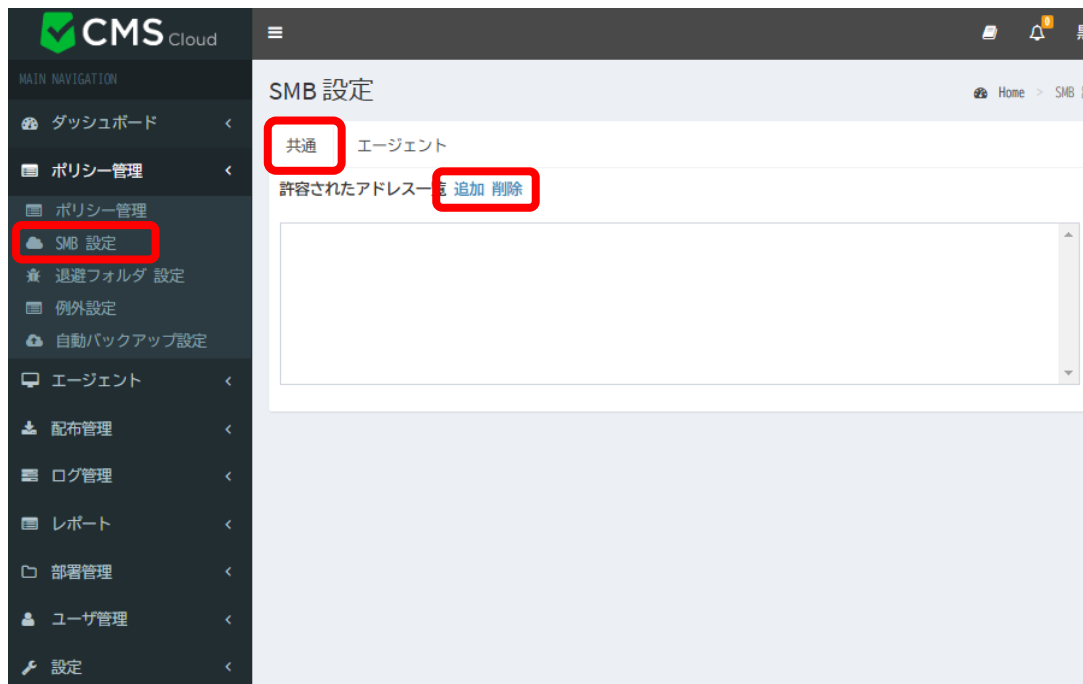 CMS Cloud
0
MAIN NAVIGATION
SMB 設定
Home > SMB
ダッシュボード
共通 エージェント
ポリシー管理
許容されたアドレス一覧 追加 削除
ポリシー管理
SMB 設定
退避フォルダ 設定
例外設定
自動バックアップ設定
エージェント
配布管理
ログ管理
レポート
部署管理
ユーザ管理
設定